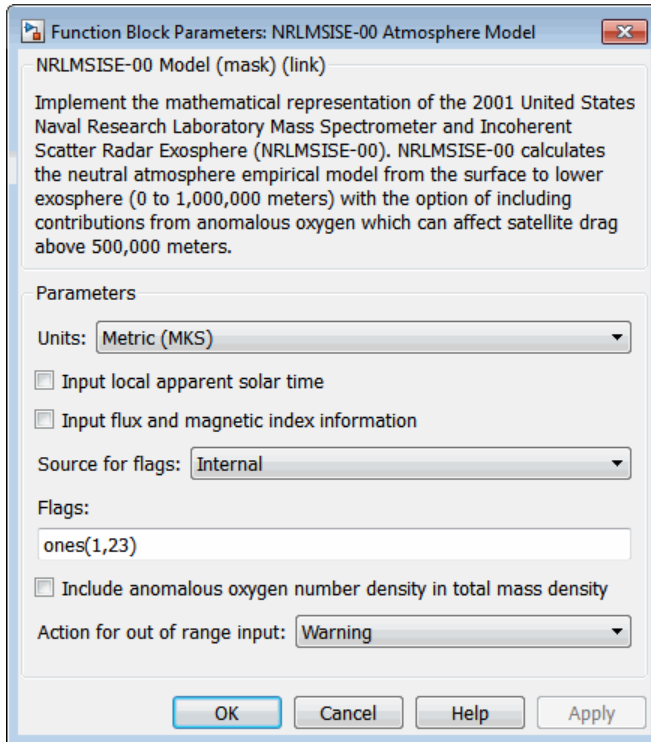 Function Block Parameters: NRLMSISE-00 Atmosphere Model
NRLMSISE-00 Model (mask) (link)
Implement the mathematical representation of the 2001 United States
Naval Research Laboratory Mass Spectrometer and Incoherent
Scatter Radar Exosphere (NRLMSISE-00). NRLMSISE-00 calculates
the neutral atmosphere empirical model from the surface to lower
exosphere (0 to 1,000,000 meters) with the option of including
contributions from anomalous oxygen which can affect satellite drag
above 500,000 meters.
Parameters
Units: Metric (MKS)
Input local apparent solar time
Input flux and magnetic index information
Source for flags: Internal
Flags:
ones(1,23)
Include anomalous oxygen number density in total mass density
Action for out of range input: Warning
OK Cancel Help Apply